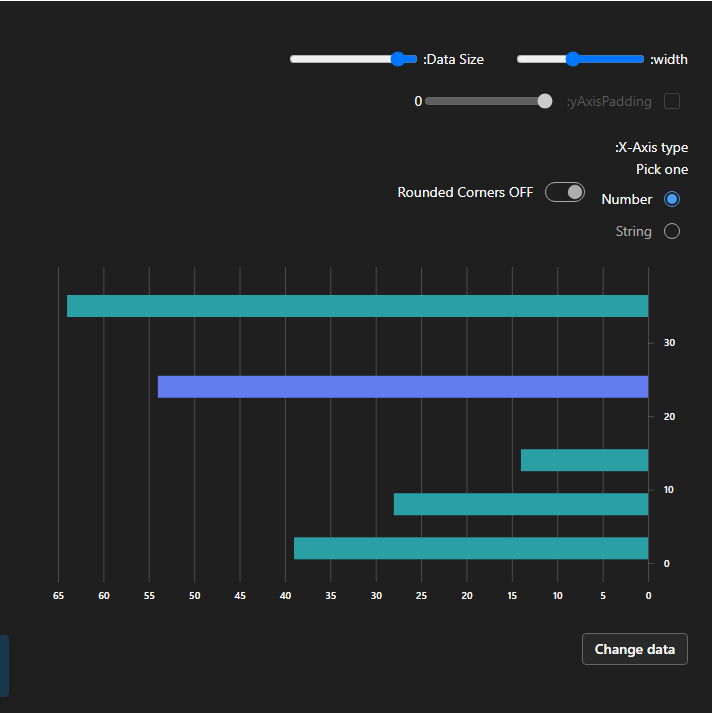 :width
:Data Size
:yAxisPadding
0
:X-Axis type
Pick one
Number
Rounded Corners OFF
String
30
20
10
0
65 60 55 50 45 40 35 30 25 20 15 10 5 0
Change data